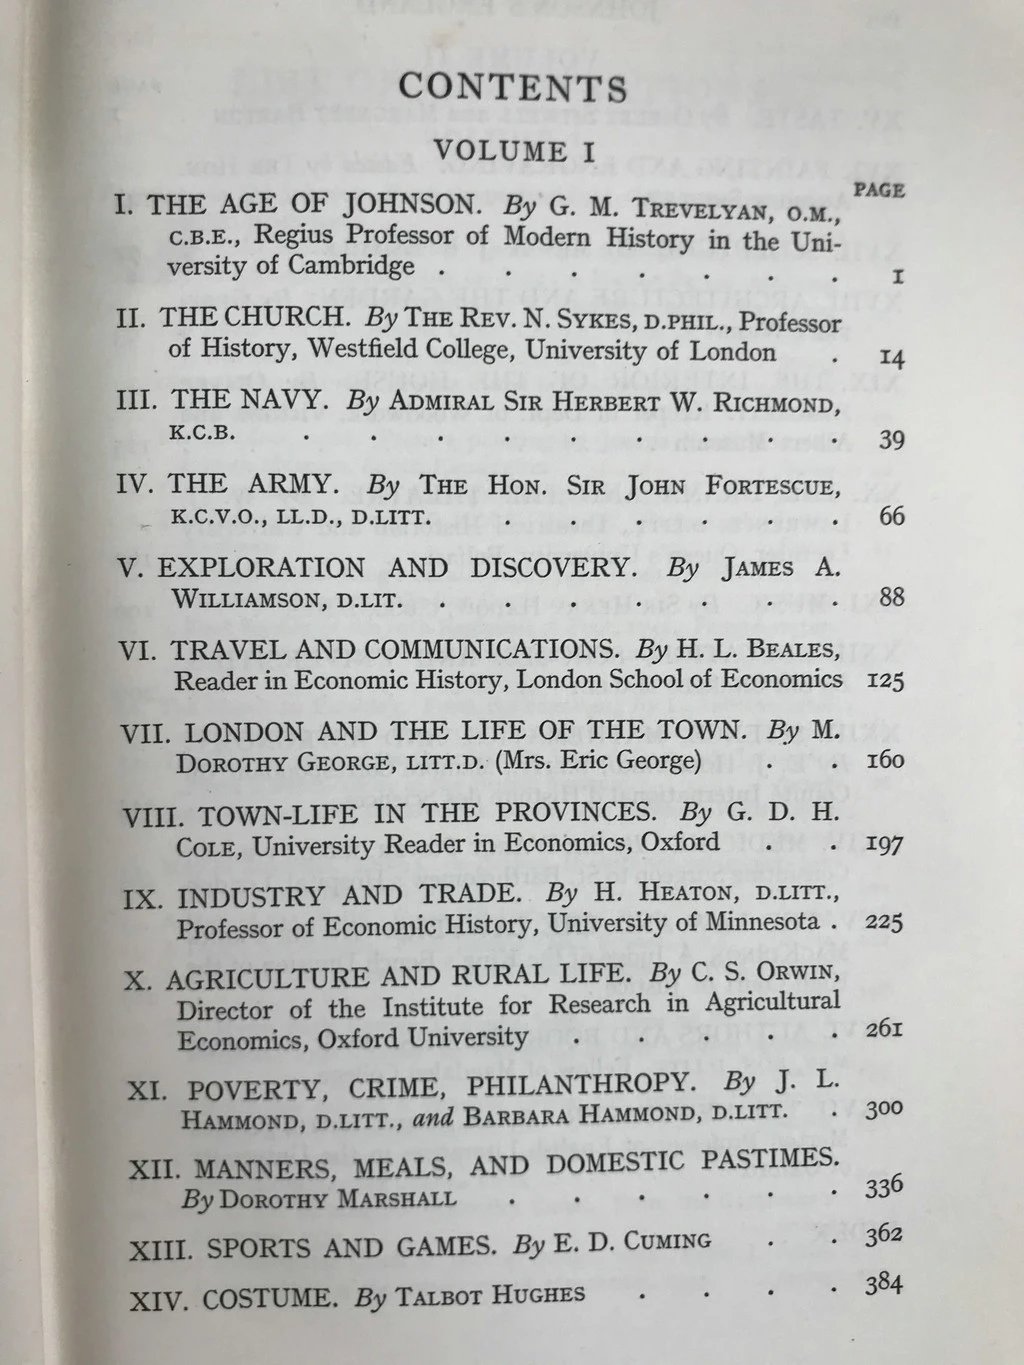 CONTENTS
VOLUME I
PAGE
I. THE AGE OF JOHNSON. By G. M. TREVELYAN, O.M.,
C.B.E., Regius Professor of Modern History in the Uni-
versity of Cambridge . . . . . . . 1
II. THE CHURCH. By THE REV. N. SYKES, D.PHIL., Professor
of History, Westfield College, University of London . 14
III. THE NAVY. By ADMIRAL SIR HERBERT W. RICHMOND,
K.C.B. . . . . . . . . . 39
IV. THE ARMY. By THE HON. SIR JOHN FORTESCUE,
K.C.V.O., LL.D., D.LITT. . . . . . . 66
V. EXPLORATION AND DISCOVERY. By JAMES A.
WILLIAMSON, D.LIT. . . . . . . . 88
VI. TRAVEL AND COMMUNICATIONS. By H. L. BEALES,
Reader in Economic History, London School of Economics 125
VII. LONDON AND THE LIFE OF THE TOWN. By M.
DOROTHY GEORGE, LITT.D. (Mrs. Eric George) . . 160
VIII. TOWN-LIFE IN THE PROVINCES. By G. D. H.
COLE, University Reader in Economics, Oxford . . 197
IX. INDUSTRY AND TRADE. By H. HEATON, D.LITT.,
Professor of Economic History, University of Minnesota . 225
X. AGRICULTURE AND RURAL LIFE. By C. S. ORWIN,
Director of the Institute for Research in Agricultural
Economics, Oxford University . . . . . 261
XI. POVERTY, CRIME, PHILANTHROPY. By J. L.
HAMMOND, D.LITT., and BARBARA HAMMOND, D.LITT. . 300
XII. MANNERS, MEALS, AND DOMESTIC PASTIMES.
By DOROTHY MARSHALL . . . . . . 336
XIII. SPORTS AND GAMES. By E. D. CUMING . . 362
XIV. COSTUME. By TALBOT HUGHES . . . . 384